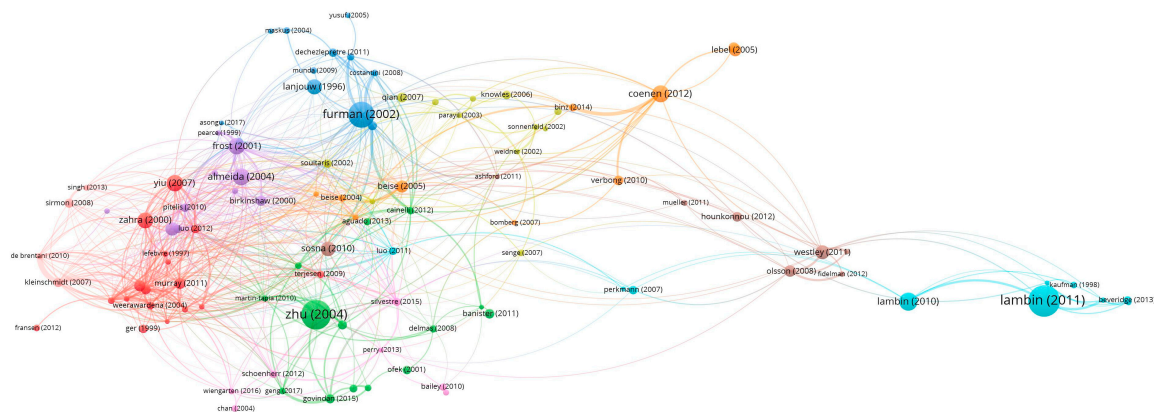 yusuf (2005)
maskus (2004)
dechezlepretre (2011)
munda (2009)
costantini (2008)
lanjouw (1996)
lebel (2005)
coenen (2012)
qian (2007)
knowles (2006)
binz (2014)
furman (2002)
parayil (2003)
asongu (2017)
pearce (1999)
sonnenfeld (2002)
frost (2001)
weidner (2002)
souitaris (2002)
almeida (2004)
ashford (2011)
verbong (2010)
yiu (2007)
singh (2013)
beise (2005)
sirmon (2008)
pitelis (2010)
birkinshaw (2000)
beise (2004)
mueller (2011)
cainelli (2012)
hounkonnou (2012)
zahra (2000)
aguado (2013)
bomberg (2007)
luo (2012)
sosna (2010)
luo (2011)
senge (2007)
westley (2011)
de brentani (2010)
lefebvre (1997)
olsson (2008)
fidelman (2012)
terjesen (2009)
kleinschmidt (2007)
murray (2011)
kaufman (1998)
perkmann (2007)
martin-tapia (2010)
silvestre (2015)
lambin (2010)
lambin (2011)
beveridge (2013)
weerawardena (2004)
zhu (2004)
banister (2011)
fransen (2012)
ger (1999)
delmas (2008)
perry (2013)
schoenherr (2012)
ofek (2001)
wiengarten (2016)
geng (2017)
bailey (2010)
govindan (2015)
chan (2004)